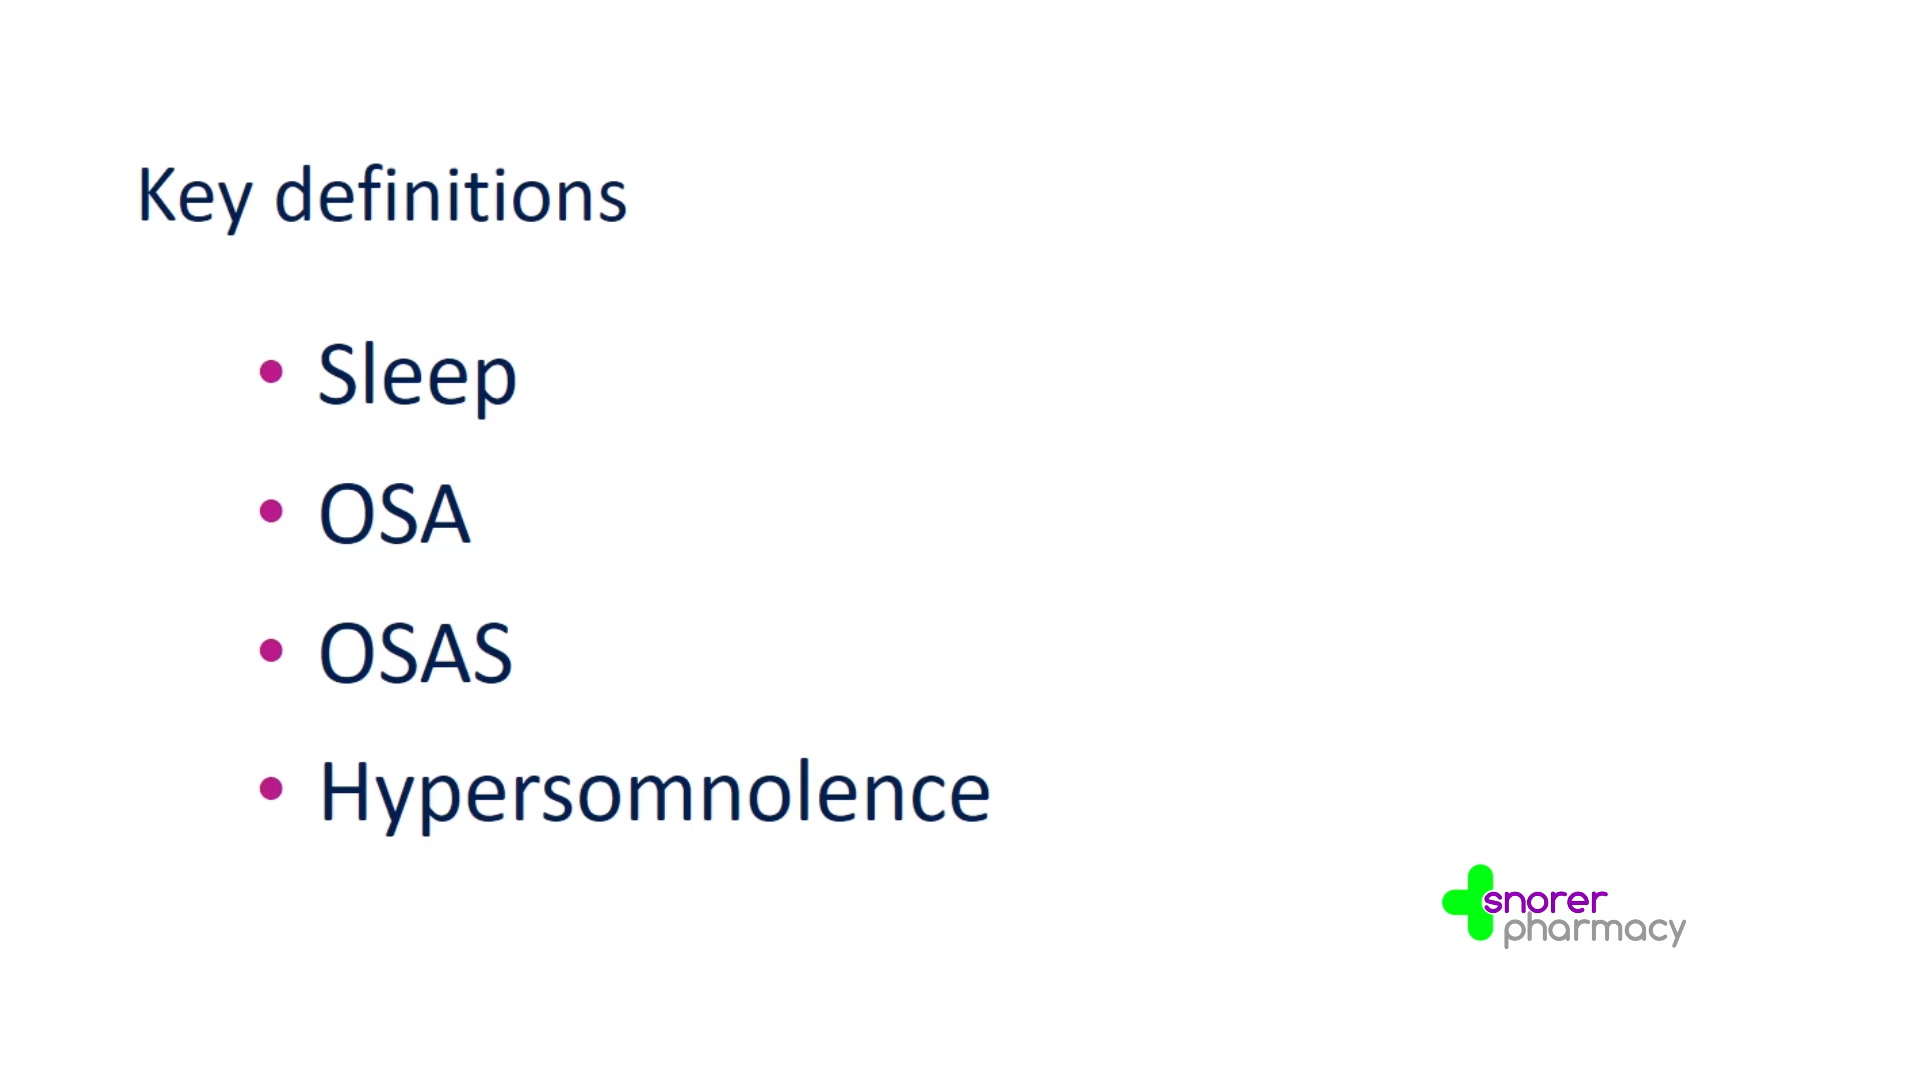 Key definitions
• Sleep
• OSA
• OSAS
• Hypersomnolence
snorer
pharmacy